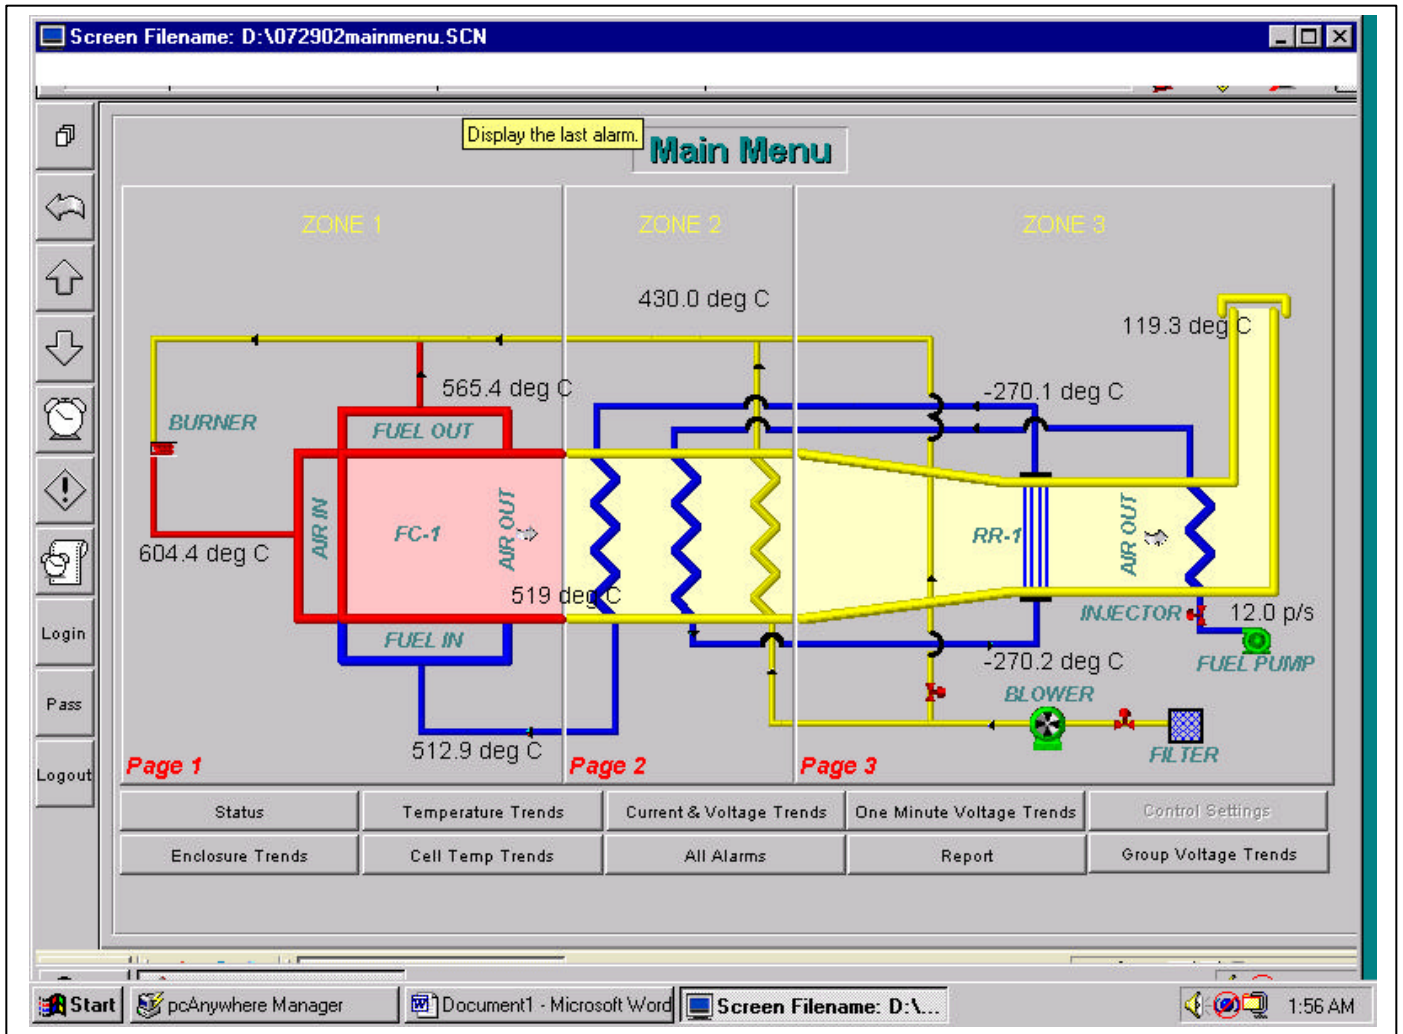 Screen Filename: D:\072902mainmenu.SCN
Display the last alarm.
Main Menu
ZONE 1
ZONE 2
ZONE 3
430.0 deg C
119.3 deg C
565.4 deg C
-270.1 deg C
BURNER
FUEL OUT
AIR IN
FC-1
AIR OUT
RR-1
AIR OUT
604.4 deg C
519 deg C
INJECTOR
12.0 p/s
FUEL IN
-270.2 deg C
FUEL PUMP
BLOWER
512.9 deg C
FILTER
Page 1
Page 2
Page 3
Login
Pass
Logout
Status
Temperature Trends
Current & Voltage Trends
One Minute Voltage Trends
Control Settings
Enclosure Trends
Cell Temp Trends
All Alarms
Report
Group Voltage Trends
Start
pcAnywhere Manager
Document1 - Microsoft Word
Screen Filename: D:\...
1:56 AM